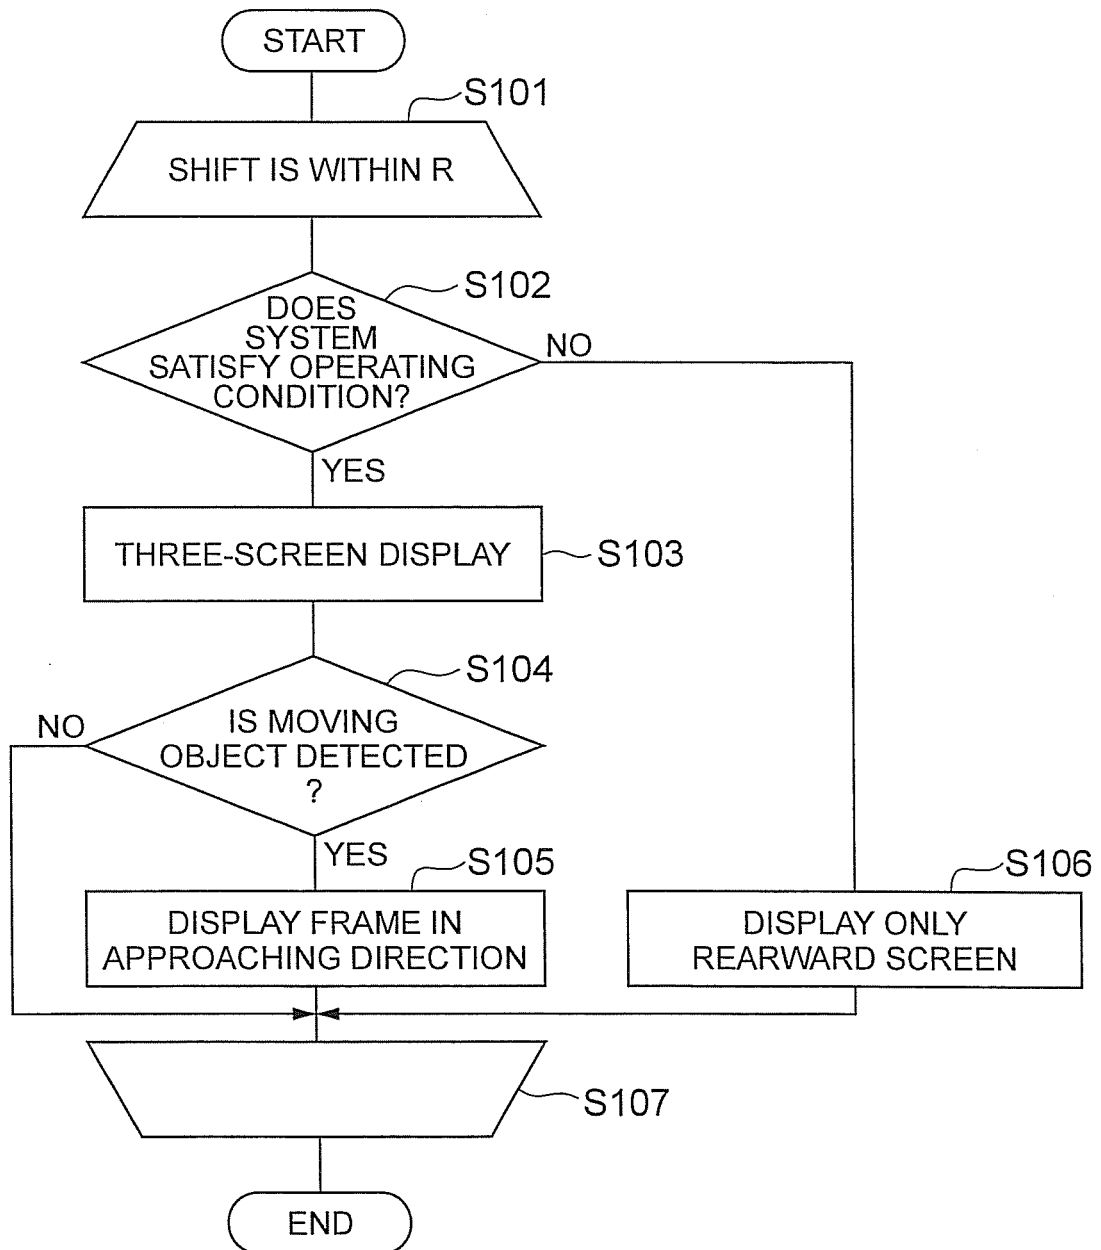 START
S101
SHIFT IS WITHIN R
S102
DOES
SYSTEM
SATISFY OPERATING
CONDITION?
NO
YES
THREE-SCREEN DISPLAY
S103
S104
NO
IS MOVING
OBJECT DETECTED
?
YES
S105
S106
DISPLAY FRAME IN
APPROACHING DIRECTION
DISPLAY ONLY
REARWARD SCREEN
S107
END